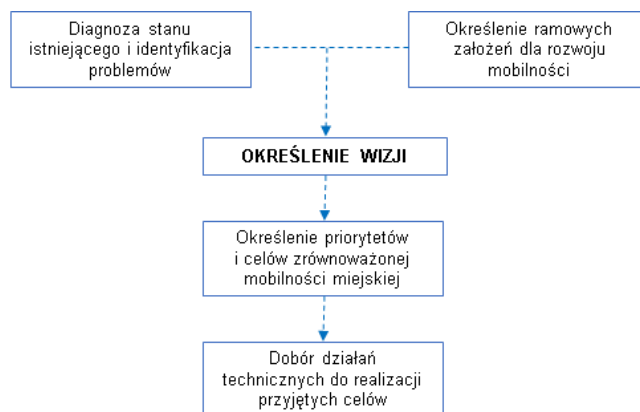 Diagnoza stanu
istniejącego i identyfikacja
problemów
Określenie ramowych
założeń dla rozwoju
mobilności
OKREŚLENIE WIZJI
Określenie priorytetów
i celów zrównoważonej
mobilności miejskiej
Dobór działań
technicznych do realizacji
przyjętych celów